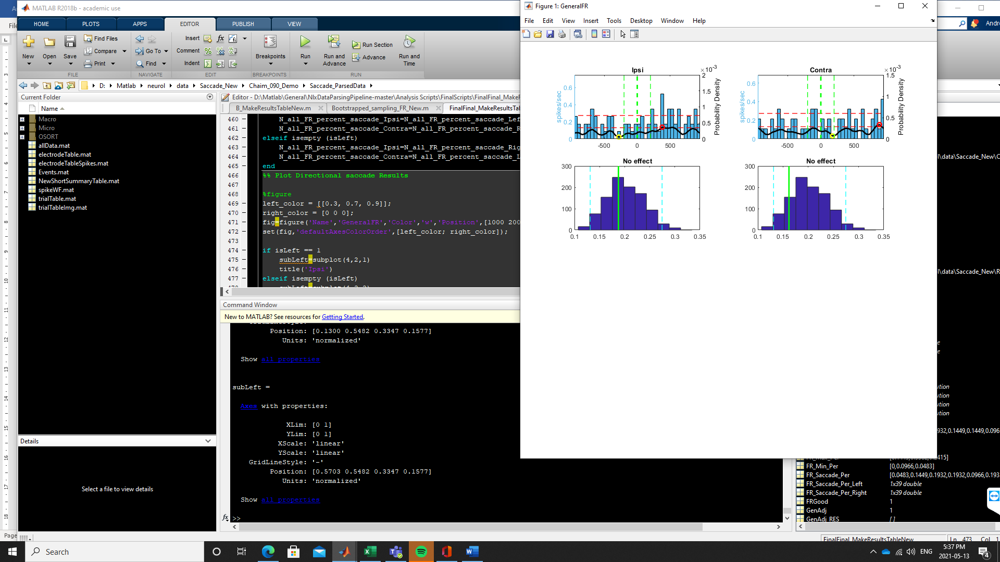 MATLAB R2018b - academic use
HOME PLOTS APPS EDITOR PUBLISH VIEW
New Open Save Find Files Compare Print
FILE
Go To Find
NAVIGATE
Insert fx
Comment
Indent
EDIT
Breakpoints
BREAKPOINTS
Run Run and Advance Run Section Advance Run and Time
RUN
D: Matlab neurol data Saccade_New Chaim_090_Demo Saccade_ParsedData
Current Folder
Name
Macro
Micro
OSORT
allData.mat
electrodeTable.mat
electrodeTableSpikes.mat
Events.mat
NewShortSummaryTable.mat
spikeWF.mat
trialTable.mat
trialTableImg.mat
Details
Select a file to view details
Editor - D:\Matlab\General\NlxDataParsingPipeline-master\Analysis Scripts\FinalScripts\FinalFinal_MakeR
B_MakeResultsTableNew.m Bootstrapped_sampling_FR_New.m FinalFinal_MakeResultsTa
460 N_all_FR_percent_saccade_Ipsi=N_all_FR_percent_saccade_Lef
461 N_all_FR_percent_saccade_Contra=N_all_FR_percent_saccade_R
462 elseif isempty (isLeft)
463 N_all_FR_percent_saccade_Ipsi=N_all_FR_percent_saccade_Rig
464 N_all_FR_percent_saccade_Contra=N_all_FR_percent_saccade_L
465 end
466 %% Plot Directional saccade Results
467
468 %figure
469 left_color = [[0.3, 0.7, 0.9]];
470 right_color = [0 0 0];
471 fig=figure('Name','GeneralFR','Color','w','Position',[1000 200
472 set(fig,'defaultAxesColorOrder',[left_color; right_color]);
473
474 if isLeft == 1
475 subLeft=subplot(4,2,1)
476 title('Ipsi')
477 elseif isempty (isLeft)
Command Window
New to MATLAB? See resources for Getting Started.
Position: [0.1300 0.5482 0.3347 0.1577]
Units: 'normalized'
Show all properties
subLeft =
Axes with properties:
XLim: [0 1]
YLim: [0 1]
XScale: 'linear'
YScale: 'linear'
GridLineStyle: '-'
Position: [0.5703 0.5482 0.3347 0.1577]
Units: 'normalized'
Show all properties
fx >>
Figure 1: GeneralFR
File Edit View Insert Tools Desktop Window Help
Ipsi
×10-3
spikes/sec
0 0.2 0.4 0.6
-500 0 500
0 0.5 1 1.5 2
Probability Density
Contra
×10-3
spikes/sec
0 0.2 0.4 0.6
-500 0 500
0 0.5 1 1.5
Probability Density
No effect
0 100 200 300
0.1 0.15 0.2 0.25 0.3 0.35
No effect
0 100 200 300
0.1 0.15 0.2 0.25 0.3 0.35
Andr
l\data\Saccade_New\C
l\data\Saccade_New\R
ution
ution
ution
ution
932,0.1449,0.1449,0.096
FR_Min_Per [0,0.0966,0.0483]
FR_Saccade_Per [0.0483,0.1449,0.1932,0.1932,0.0966,0.193
FR_Saccade_Per_Left 1x39 double
FR_Saccade_Per_Right 1x39 double
FRGood 1
GenAdj 1
GenAdj_RES []
FinalFinal_MakeResultsTableNew Ln 473 Col 1
Page
Search
ENG
5:37 PM
2021-05-13
4